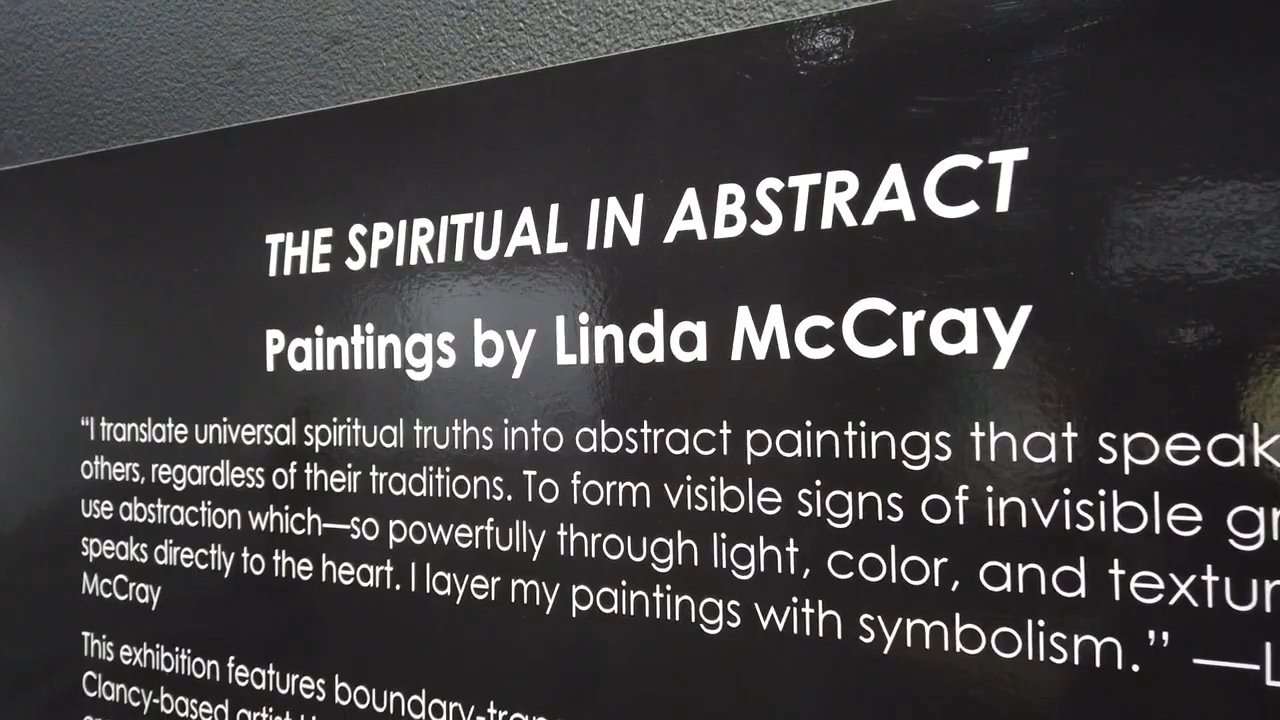 THE SPIRITUAL IN ABSTRACT
Paintings by Linda McCray
“I translate universal spiritual truths into abstract paintings that speak
others, regardless of their traditions. To form visible signs of invisible
use abstraction which—so powerfully through light, color, and
speaks directly to the heart. I layer my paintings with symbolism.” —
McCray
This exhibition features
Clancy-based artist